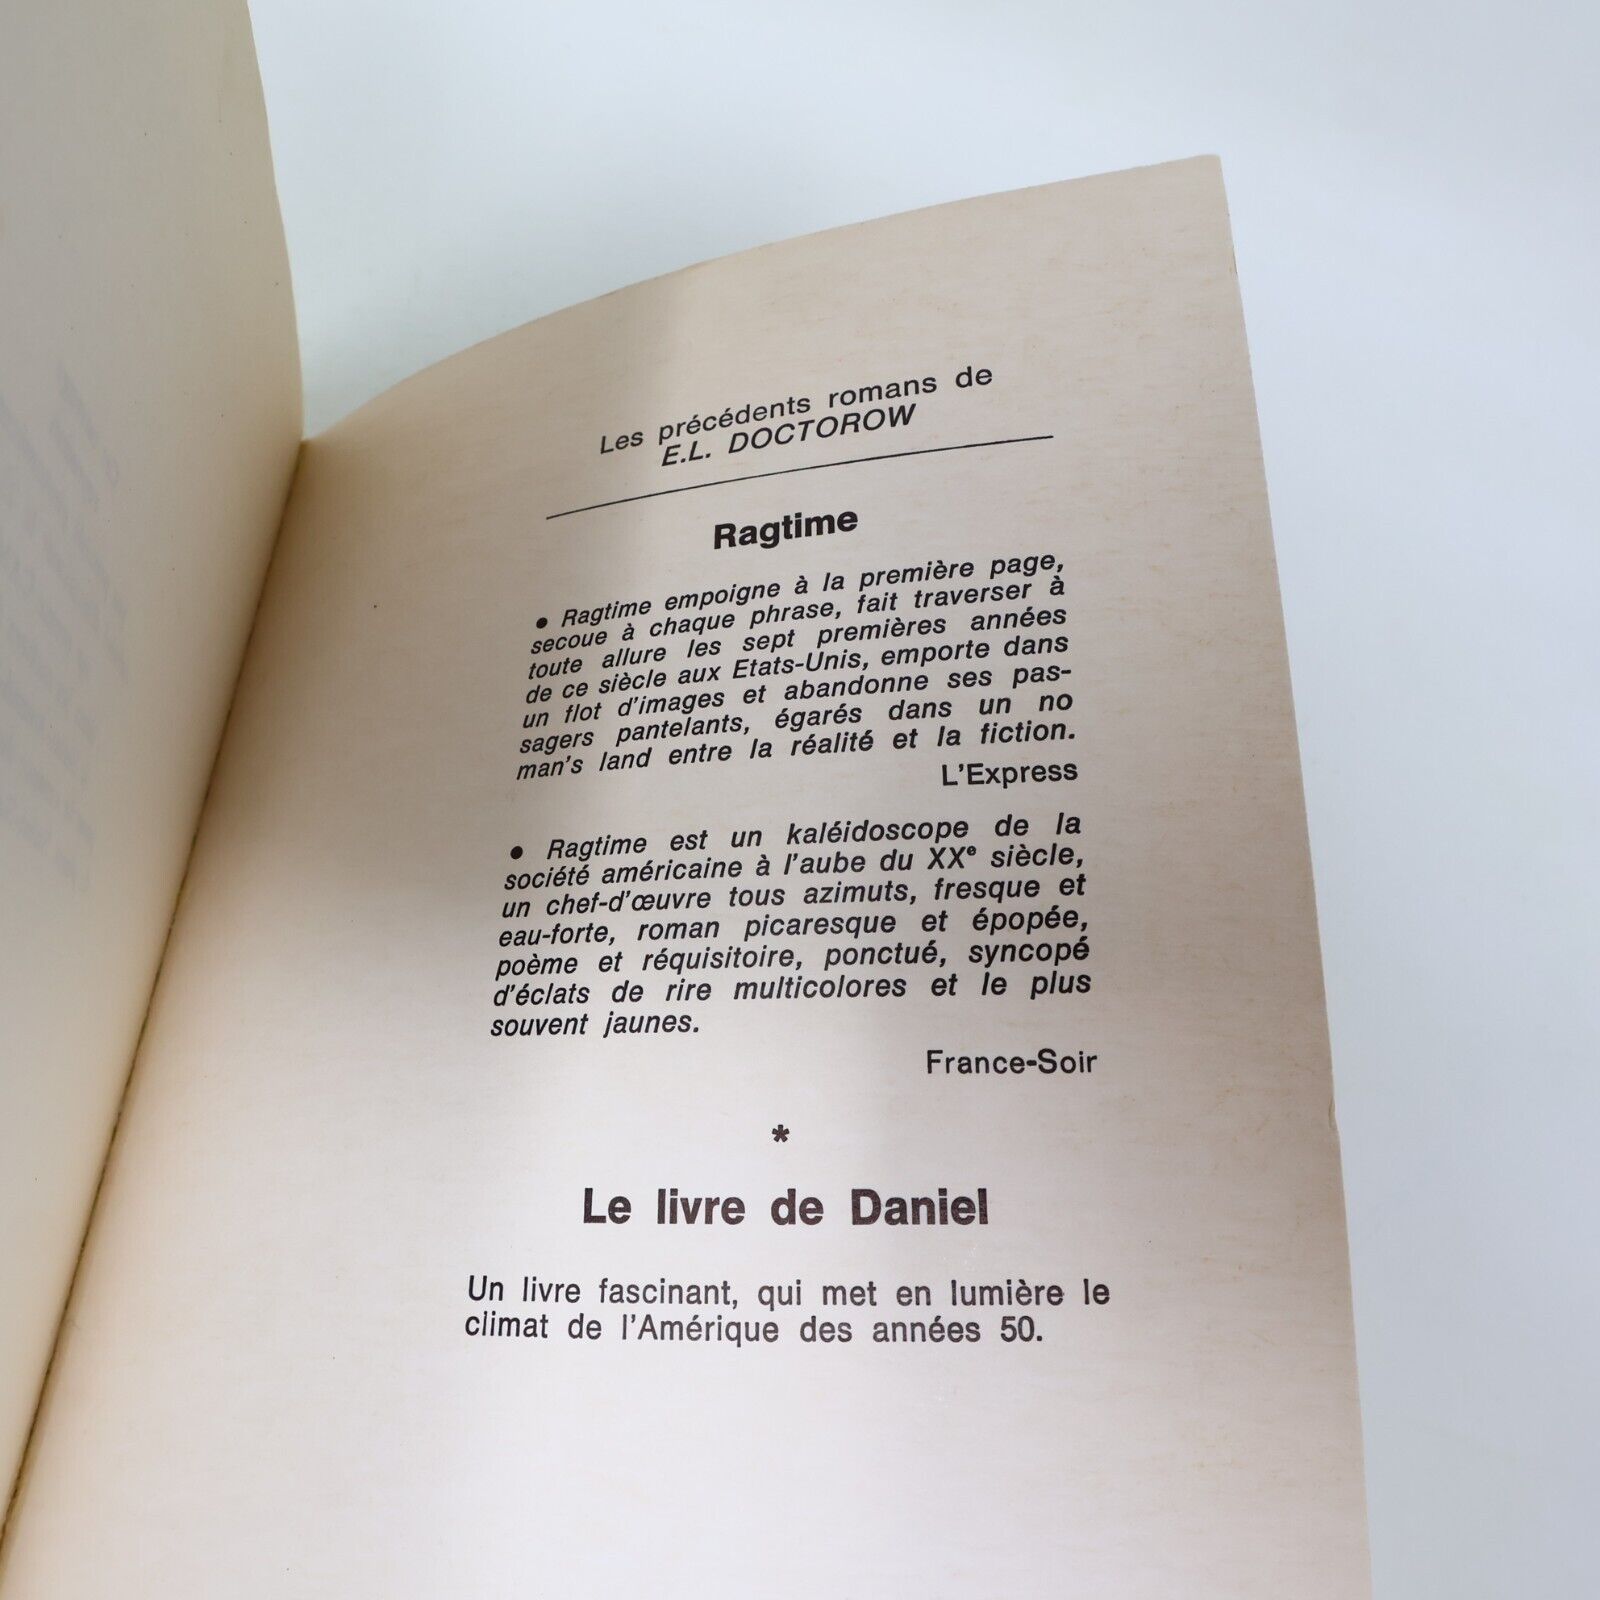 Les précédents romans de
E.L. DOCTOROW
Ragtime
• Ragtime empoigne à la première page,
secoue à chaque phrase, fait traverser à
toute allure les sept premières années
de ce siècle aux Etats-Unis, emporte dans
un flot d'images et abandonne ses pas-
sagers pantelants, égarés dans un no
man's land entre la réalité et la fiction.
L'Express
• Ragtime est un kaléidoscope de la
société américaine à l'aube du XXe siècle,
un chef-d'œuvre tous azimuts, fresque et
eau-forte, roman picaresque et épopée,
poème et réquisitoire, ponctué, syncopé
d'éclats de rire multicolores et le plus
souvent jaunes.
France-Soir
*
Le livre de Daniel
Un livre fascinant, qui met en lumière le
climat de l'Amérique des années 50.